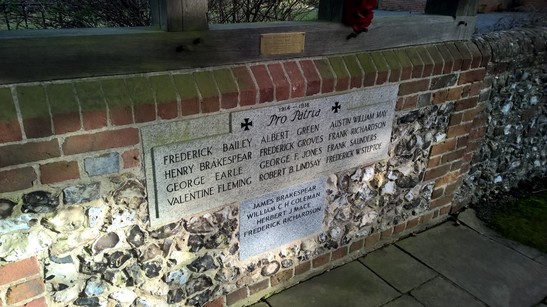 1914 - 1918
Pro Patria
FREDERICK BAILEY ALBERT GREEN AUSTIN WILLIAM MAY
HENRY BRAKESPEAR FREDERICK GROVES FRANK RICHARDSON
GEORGE EARLE GEORGE F. JONES FRANK SAUNDERS
VALENTINE FLEMING ROBERT B. LINDSAY FREDERICK W. STEPTOE
JAMES BRAKESPEAR
WILLIAM C H COLEMAN
HERBERT J MACE
FREDERICK RICHARDSON